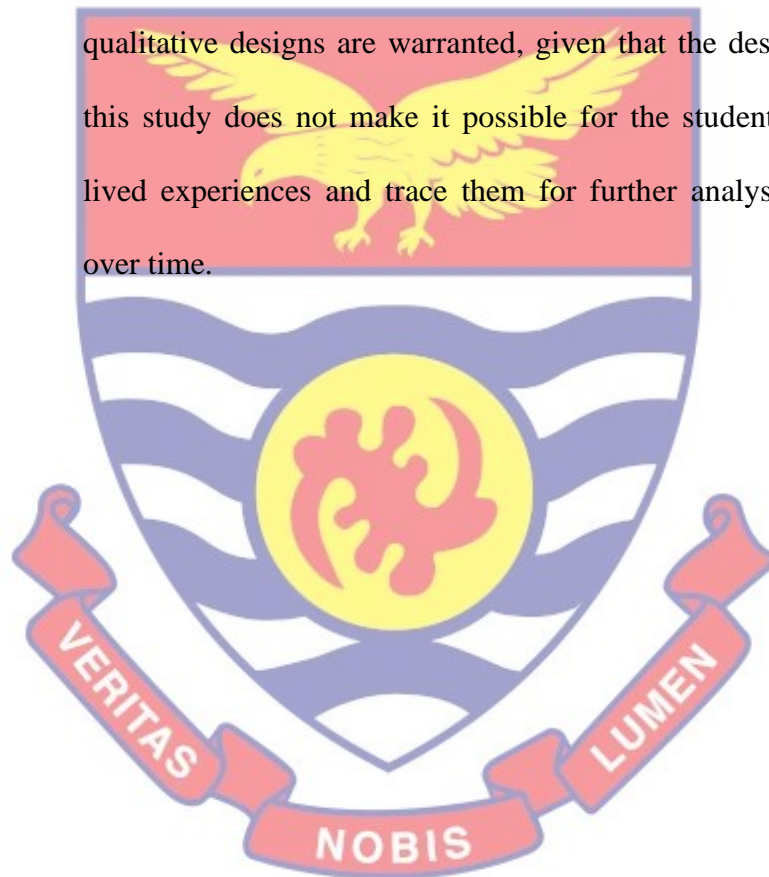 qualitative designs are warranted, given that the des
this study does not make it possible for the student
lived experiences and trace them for further analys
over time.
VERITAS
NOBIS
LUMEN